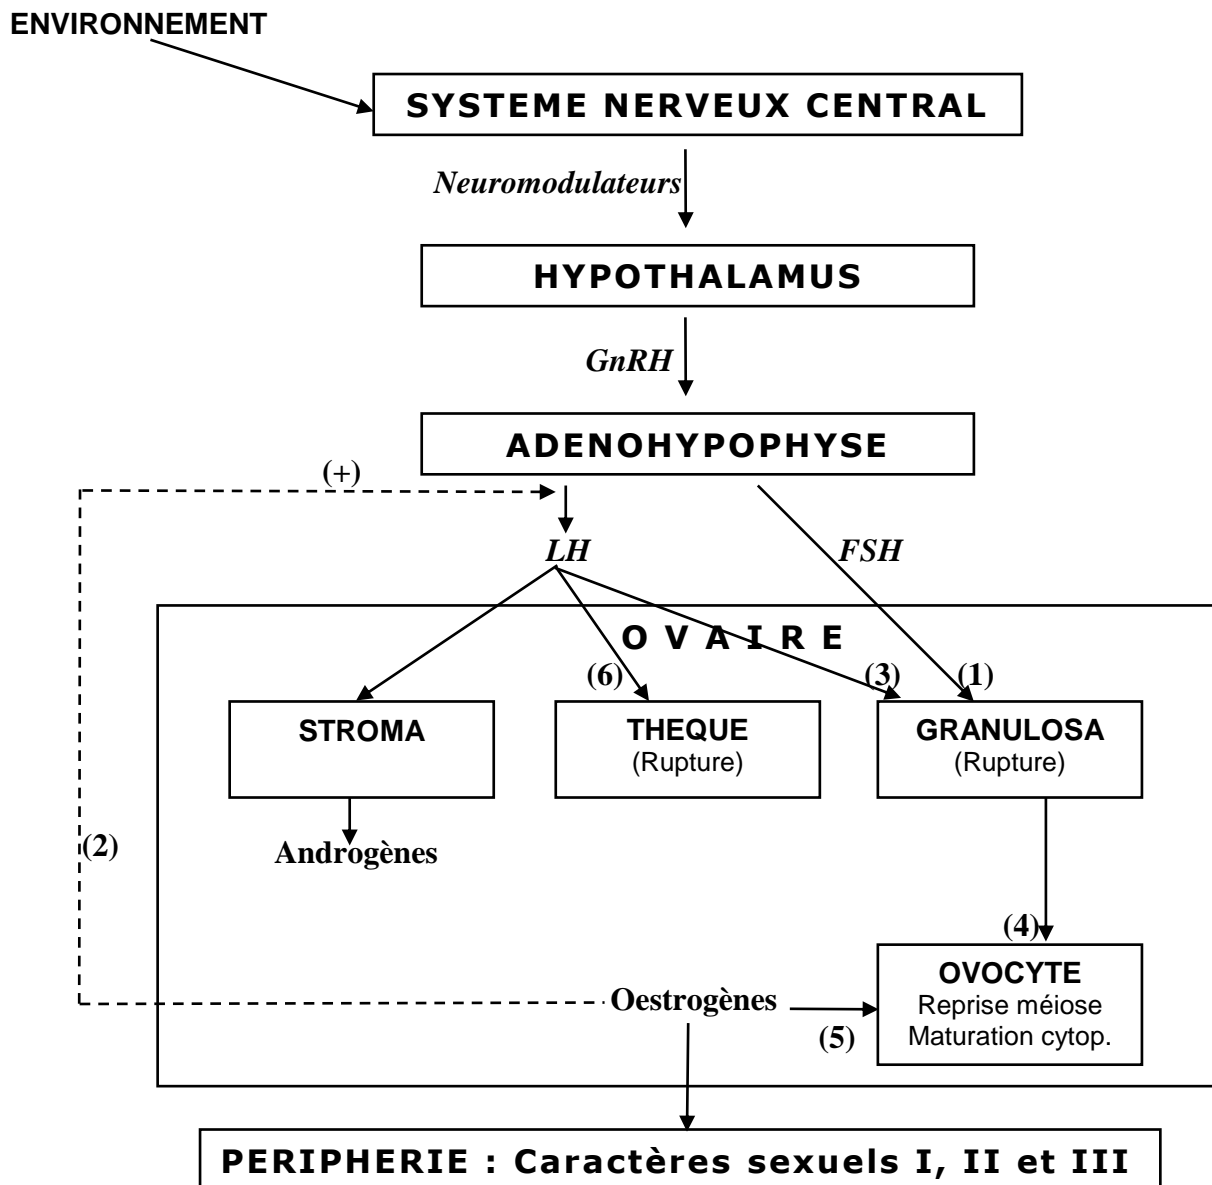 ENVIRONNEMENT
SYSTEME NERVEUX CENTRAL
Neuromodulateurs
HYPOTHALAMUS
GnRH
ADENOHYPOPHYSE
(+)
LH
FSH
OVAIRE
(6)
(3)
(1)
STROMA
THEQUE
(Rupture)
GRANULOSA
(Rupture)
(2)
Androgènes
(4)
OVOCYTE
Reprise méiose
Maturation cytop.
Oestrogènes
(5)
PERIPHERIE : Caractères sexuels I, II et III